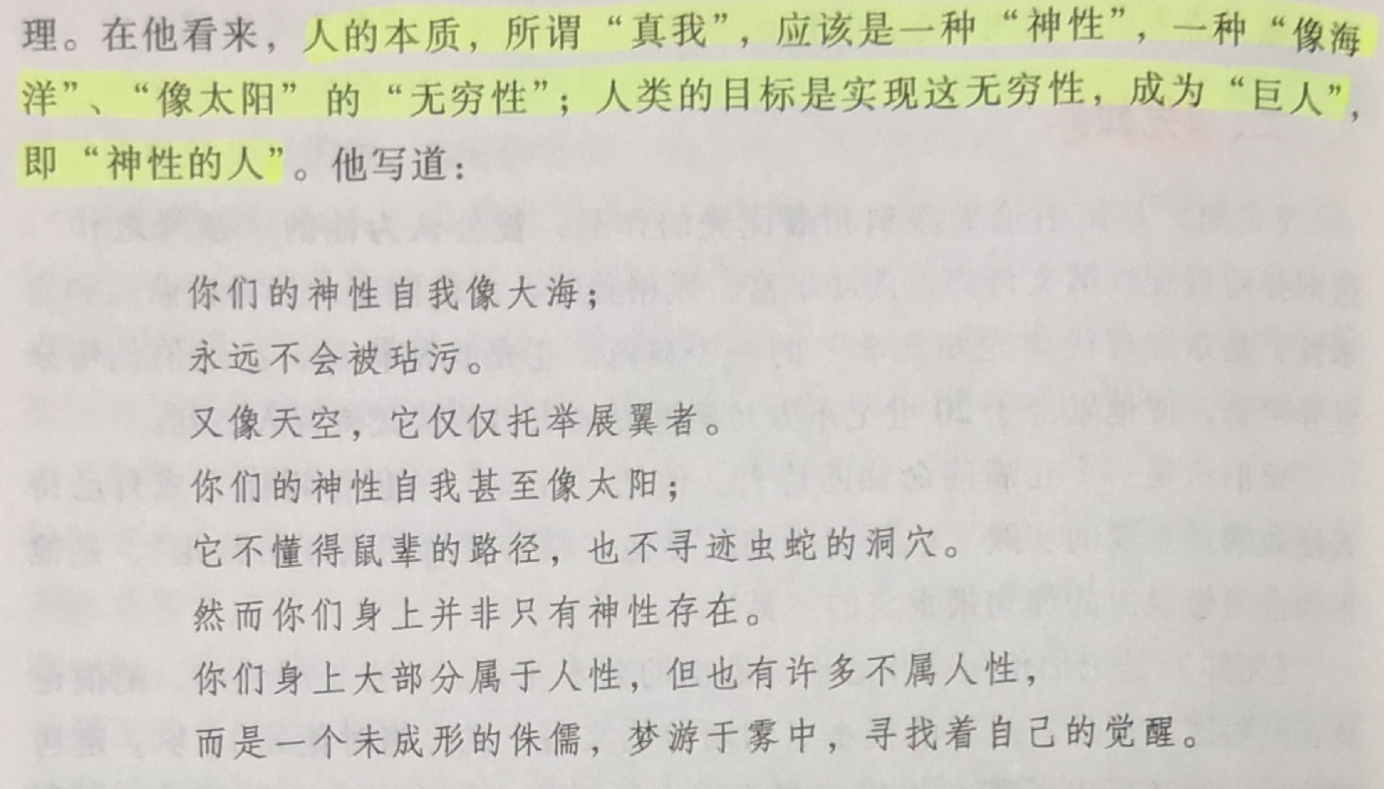 理。在他看来，人的本质，所谓“真我”，应该是一种“神性”，一种“像海
洋”、“像太阳”的“无穷性”；人类的目标是实现这无穷性，成为“巨人”，
即“神性的人”。他写道：
你们的神性自我像大海；
永远不会被玷污。
又像天空，它仅仅托举展翼者。
你们的神性自我甚至像太阳；
它不懂得鼠辈的路径，也不寻迹虫蛇的洞穴。
然而你们身上并非只有神性存在。
你们身上大部分属于人性，但也有许多不属人性，
而是一个未成形的侏儒，梦游于雾中，寻找着自己的觉醒。